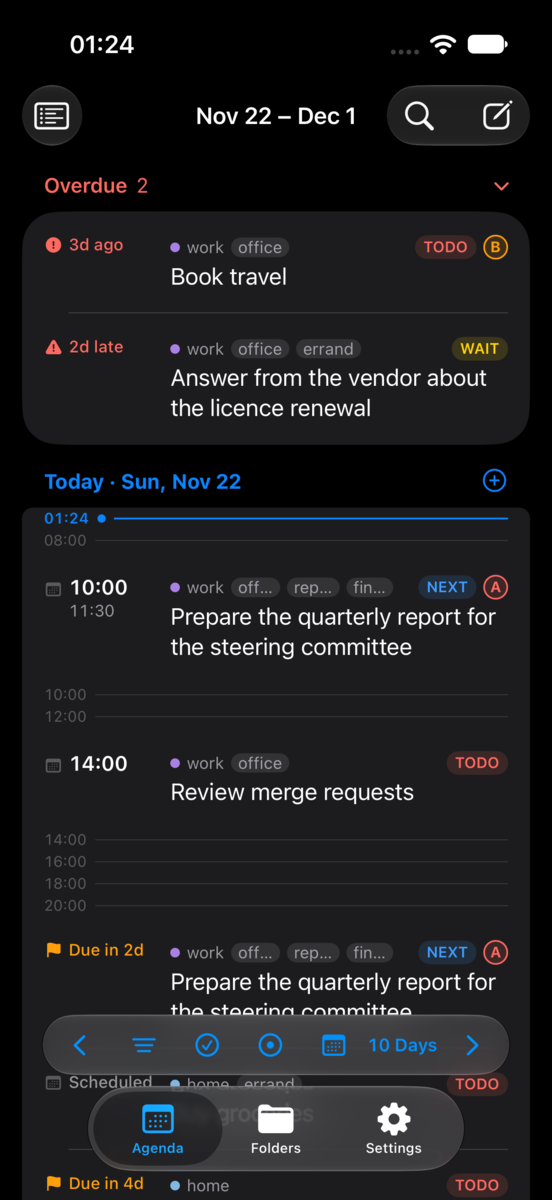 01:24
Nov 22 – Dec 1
Overdue 2
3d ago
work office TODO B
Book travel
2d late
work office errand WAIT
Answer from the vendor about
the licence renewal
Today · Sun, Nov 22
01:24
08:00
10:00
11:30
work off... rep... fin... NEXT A
Prepare the quarterly report for
the steering committee
10:00
12:00
14:00
work office TODO
Review merge requests
14:00
16:00
18:00
20:00
Due in 2d
work off... rep... fin... NEXT A
Prepare the quarterly report for
the steering committee
10 Days
Scheduled home errand TODO
Agenda
Folders
Settings
Due in 4d home TODO